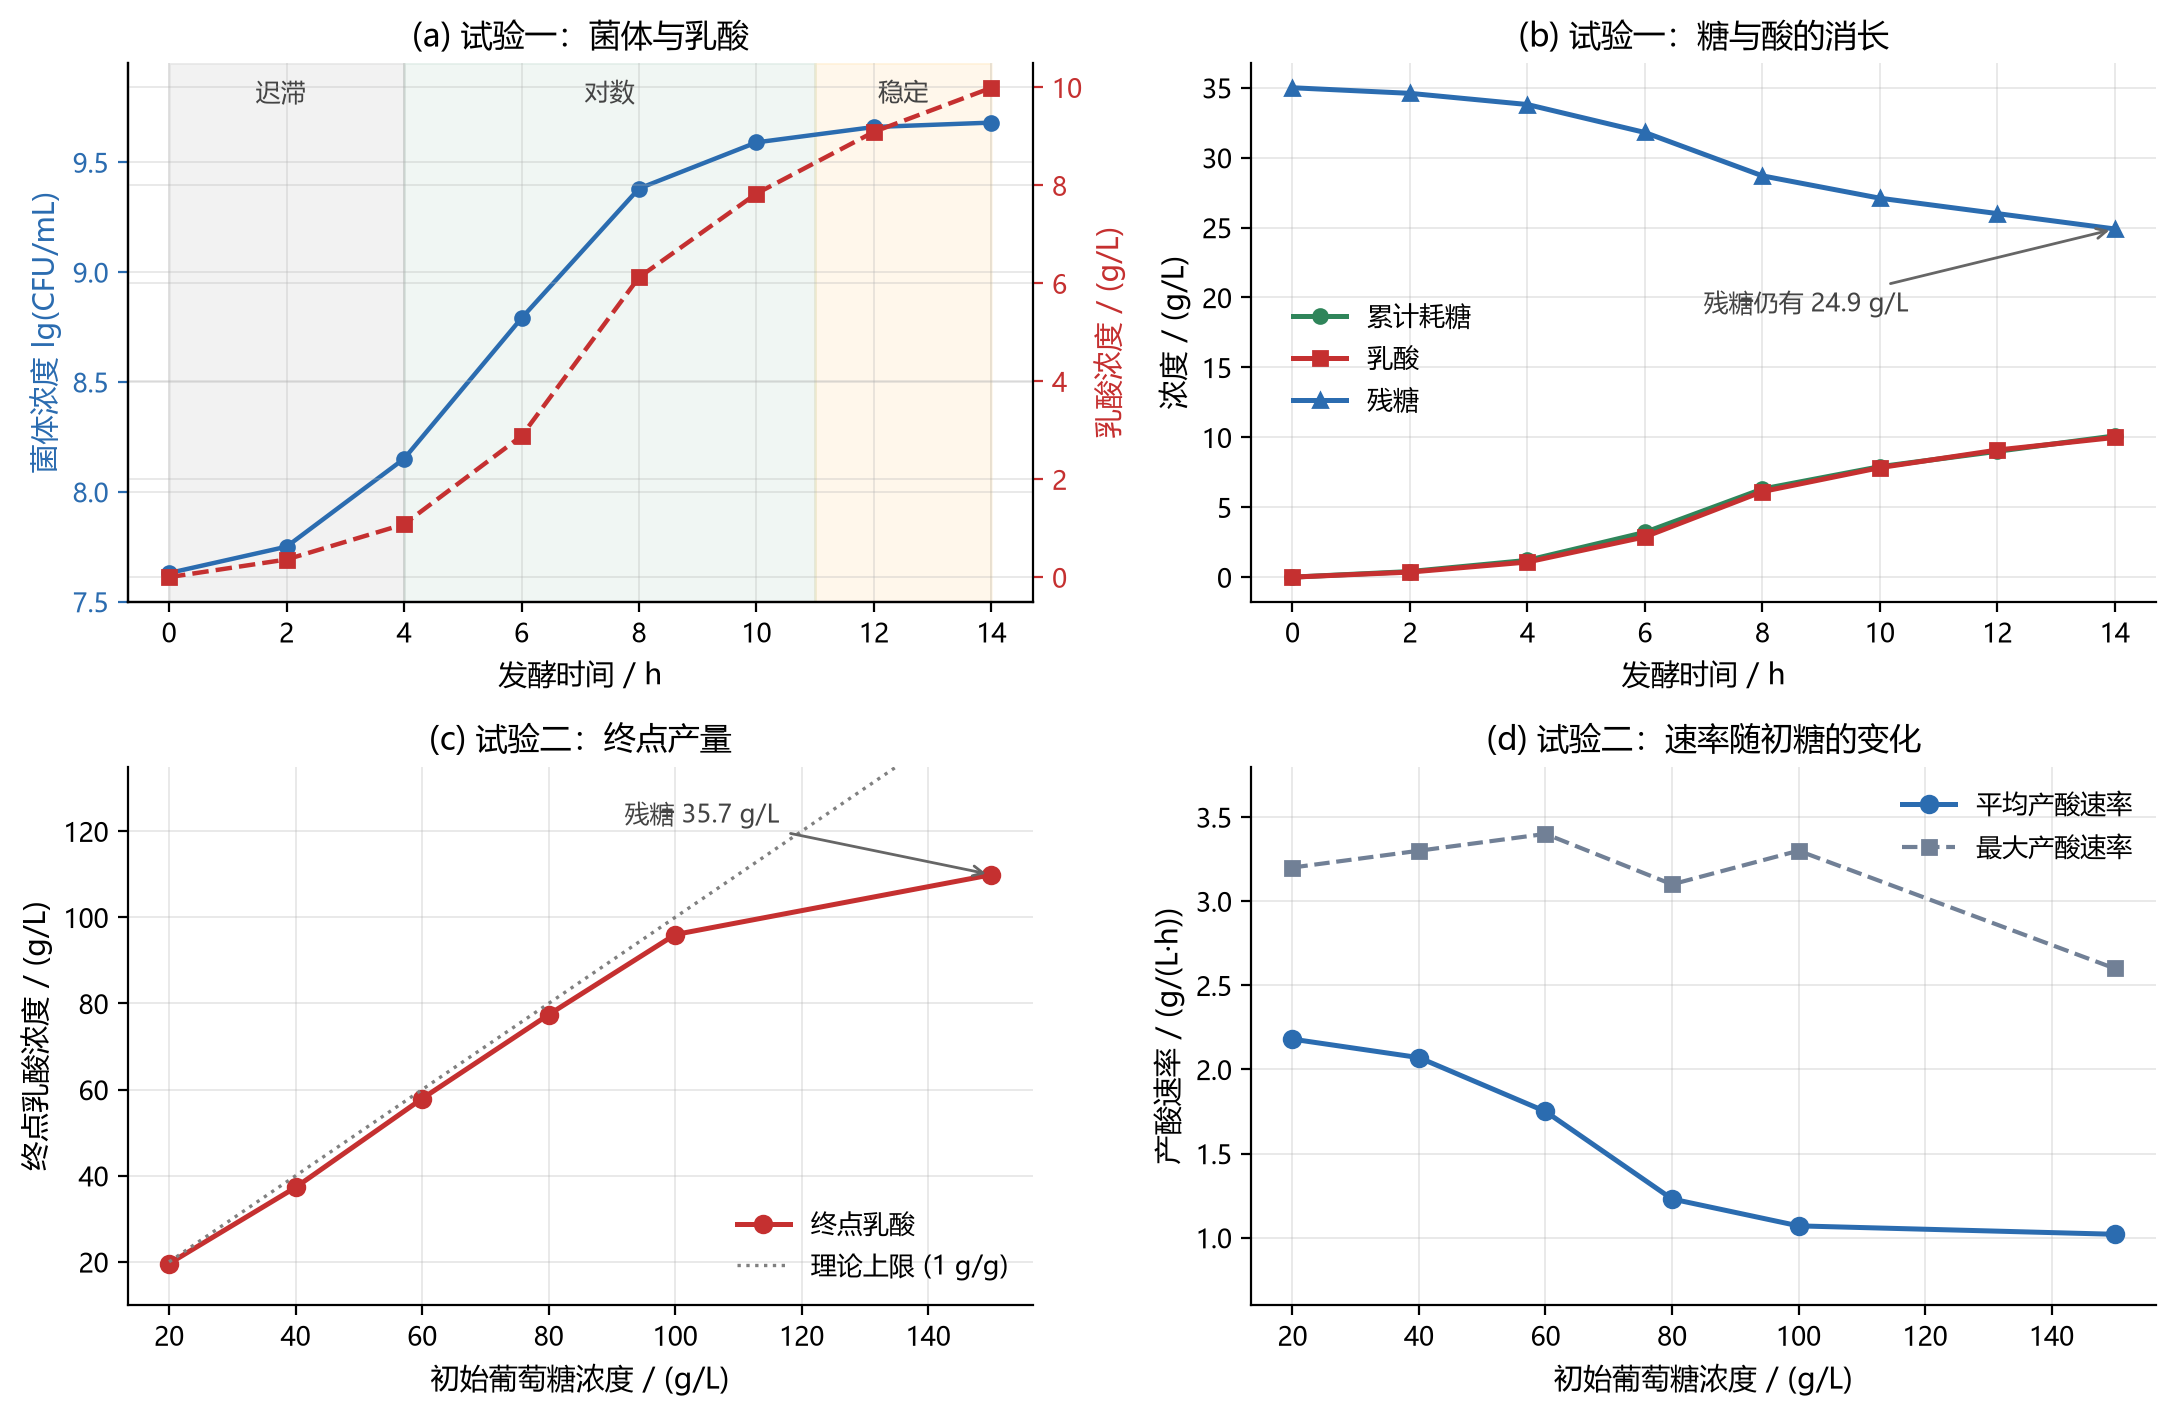 (a) 试验一：菌体与乳酸
迟滞
对数
稳定
菌体浓度 lg(CFU/mL)
9.5
9.0
8.5
8.0
7.5
乳酸浓度 / (g/L)
10
8
6
4
2
0
0 2 4 6 8 10 12 14
发酵时间 / h
(b) 试验一：糖与酸的消长
浓度 / (g/L)
35
30
25
20
15
10
5
0
残糖仍有 24.9 g/L
累计耗糖
乳酸
残糖
0 2 4 6 8 10 12 14
发酵时间 / h
(c) 试验二：终点产量
终点乳酸浓度 / (g/L)
120
100
80
60
40
20
残糖 35.7 g/L
终点乳酸
理论上限 (1 g/g)
20 40 60 80 100 120 140
初始葡萄糖浓度 / (g/L)
(d) 试验二：速率随初糖的变化
产酸速率 / (g/(L·h))
3.5
3.0
2.5
2.0
1.5
1.0
平均产酸速率
最大产酸速率
20 40 60 80 100 120 140
初始葡萄糖浓度 / (g/L)